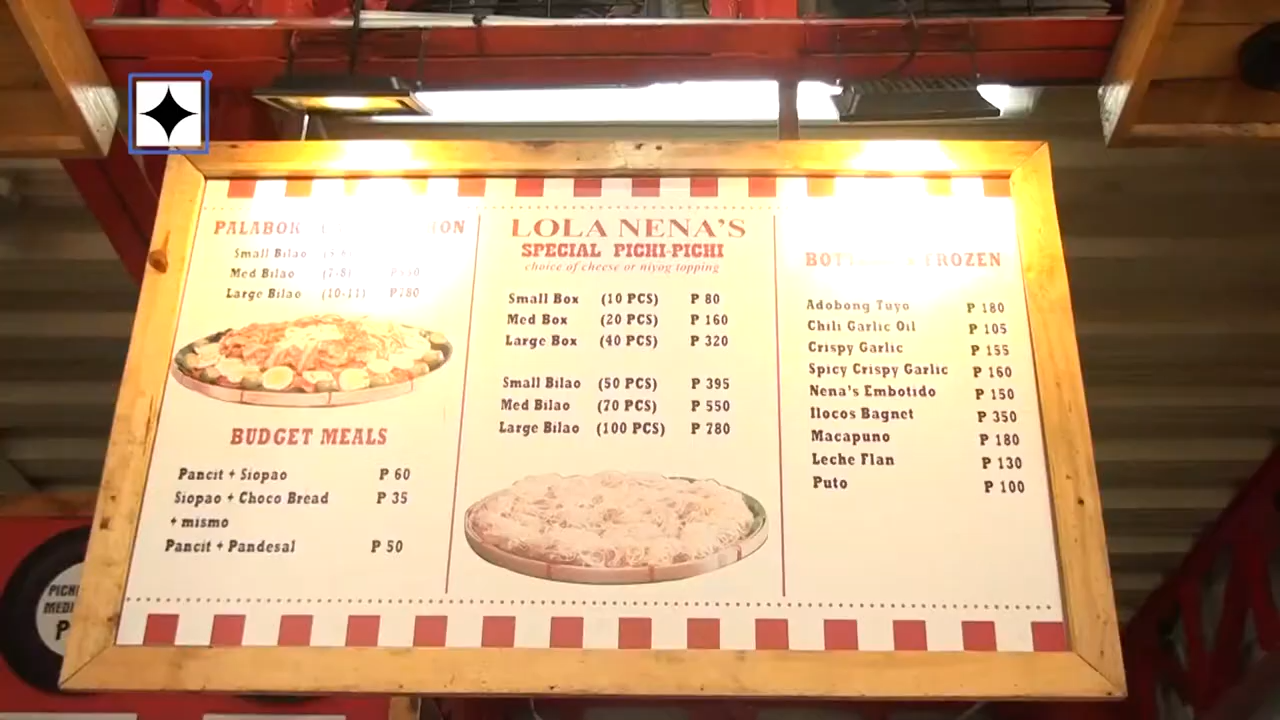 PALABOK
Small Bilao
Med Bilao (7-8)
Large Bilao (10-11) P780
BUDGET MEALS
Pancit + Siopao P 60
Siopao + Choco Bread P 35
+ mismo
Pancit + Pandesal P 50
LOLA NENA'S
SPECIAL PICHI-PICHI
choice of cheese or niyog topping
Small Box (10 PCS) P 80
Med Box (20 PCS) P 160
Large Box (40 PCS) P 320
Small Bilao (50 PCS) P 395
Med Bilao (70 PCS) P 550
Large Bilao (100 PCS) P 780
FROZEN
Adobong Tuyo P 180
Chili Garlic Oil P 105
Crispy Garlic P 155
Spicy Crispy Garlic P 160
Nena's Embotido P 150
Ilocos Bagnet P 350
Macapuno P 180
Leche Flan P 130
Puto P 100